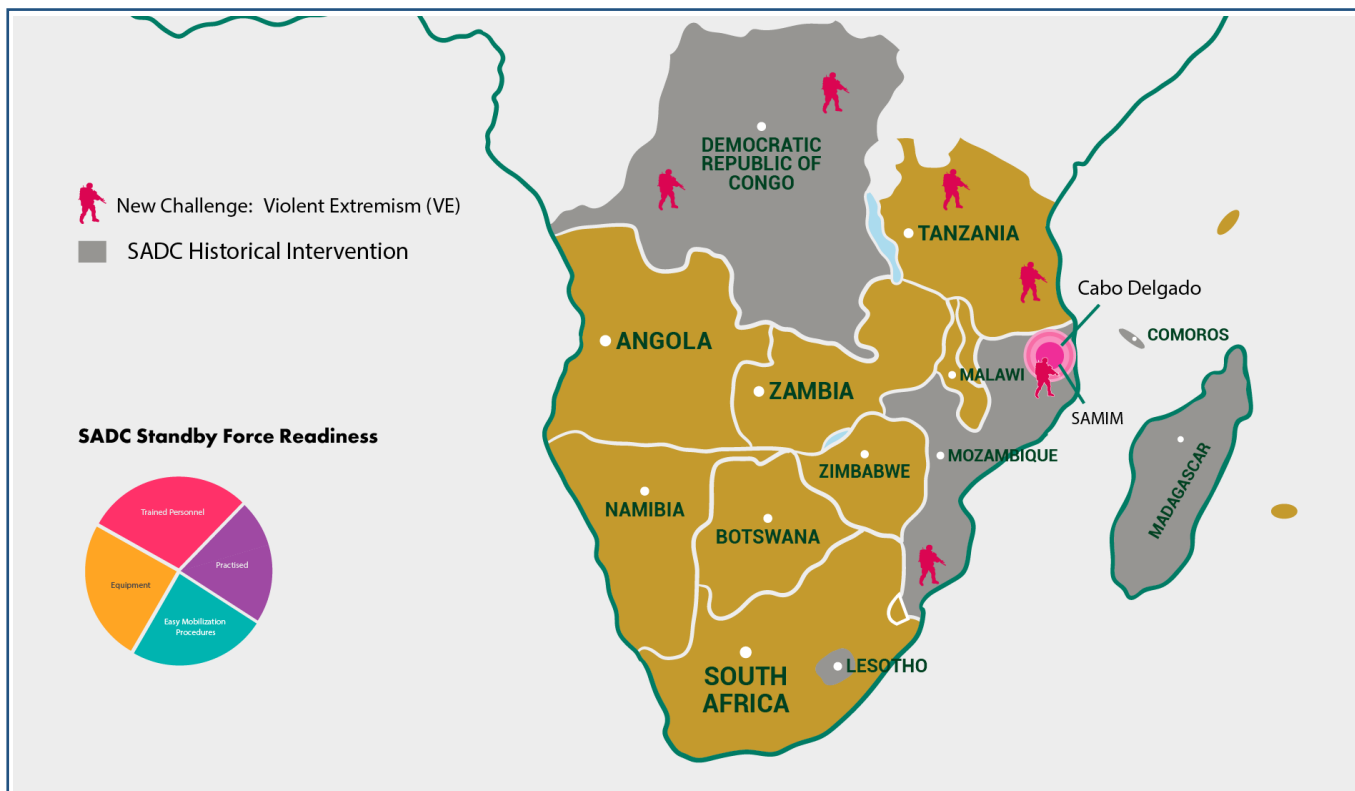 New Challenge: Violent Extremism (VE)
SADC Historical Intervention
SADC Standby Force Readiness
Trained Personnel
Practised
Equipment
Easy Mobilization
Procedures
DEMOCRATIC
REPUBLIC OF
CONGO
TANZANIA
Cabo Delgado
COMOROS
ANGOLA
MALAWI
ZAMBIA
SAMIM
MOZAMBIQUE
ZIMBABWE
MADAGASCAR
NAMIBIA
BOTSWANA
LESOTHO
SOUTH
AFRICA